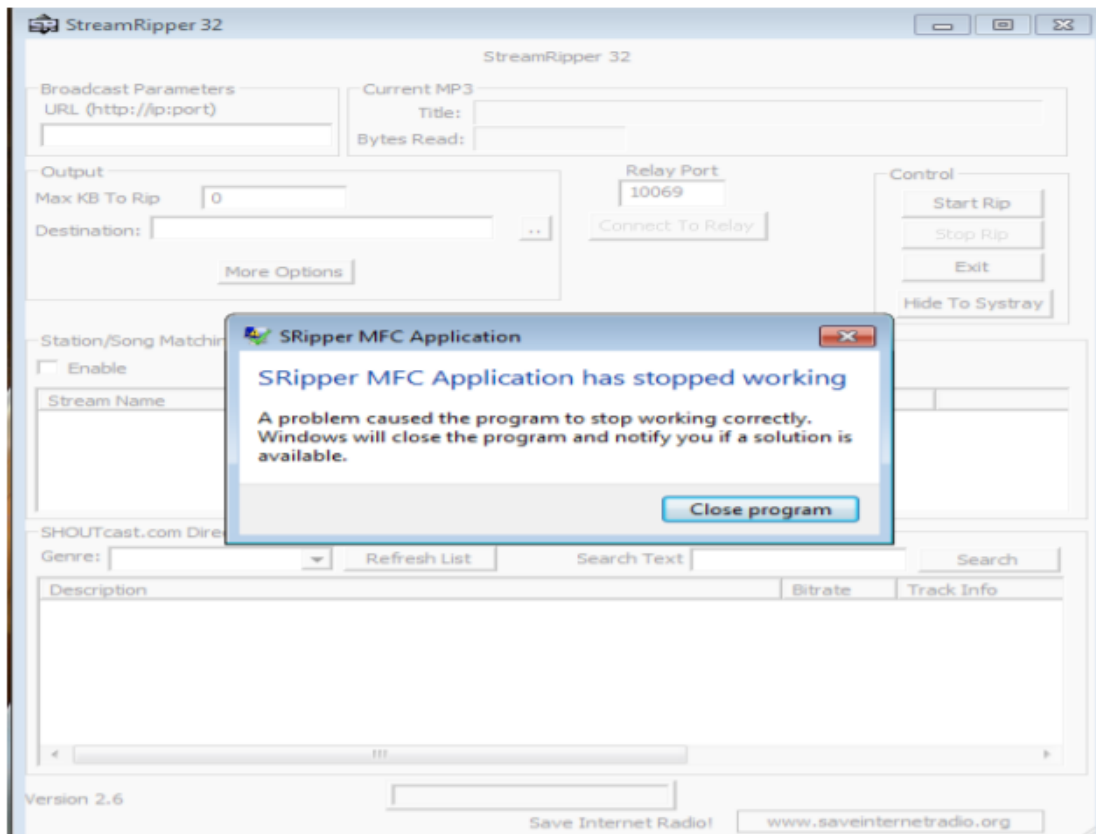 StreamRipper 32
StreamRipper 32
Broadcast Parameters
URL (http://ip:port)
Current MP3
Title:
Bytes Read:
Output
Max KB To Rip 0
Destination: ..
More Options
Relay Port
10069
Connect To Relay
Control
Start Rip
Stop Rip
Exit
Hide To Systray
Station/Song Matchin
Enable
Stream Name
SRipper MFC Application
SRipper MFC Application has stopped working
A problem caused the program to stop working correctly.
Windows will close the program and notify you if a solution is
available.
Close program
SHOUTcast.com Direc
Genre: Refresh List Search Text Search
Description Bitrate Track Info
Version 2.6
Save Internet Radio! www.saveinternetradio.org